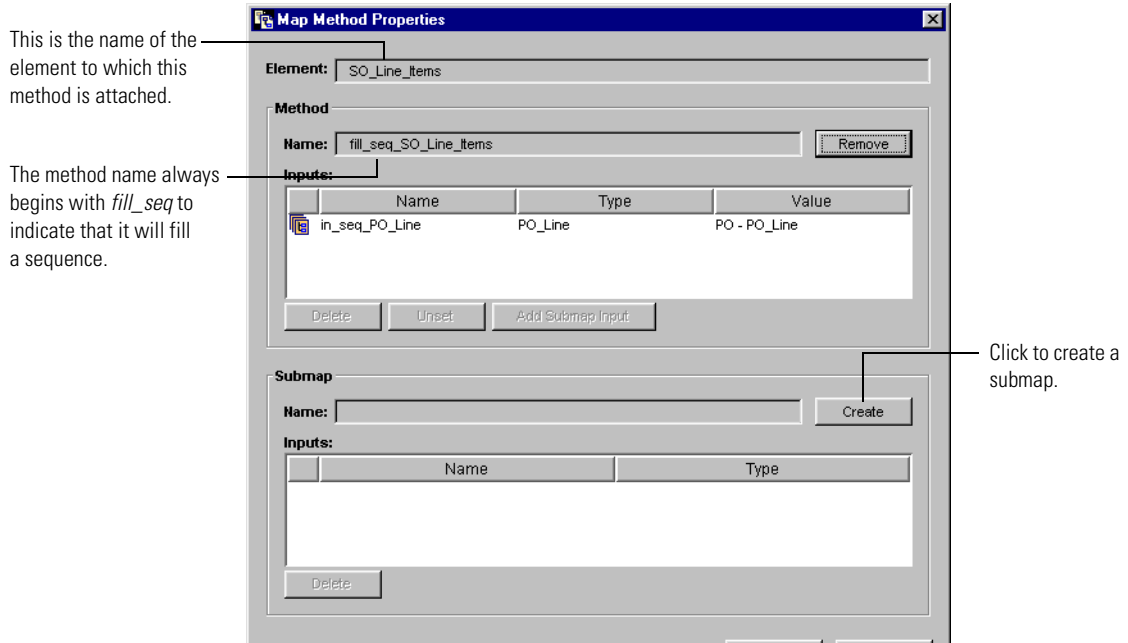 Map Method Properties
This is the name of the
element to which this
method is attached.
Element: SO_Line_Items
Method
Name: fill_seq_SO_Line_Items Remove
The method name always
begins with fill_seq to
indicate that it will fill
a sequence.
Inputs:
Name Type Value
in_seq_PO_Line PO_Line PO - PO_Line
Delete Unset Add Submap Input
Click to create a
submap.
Submap
Name: Create
Inputs:
Name Type
Delete